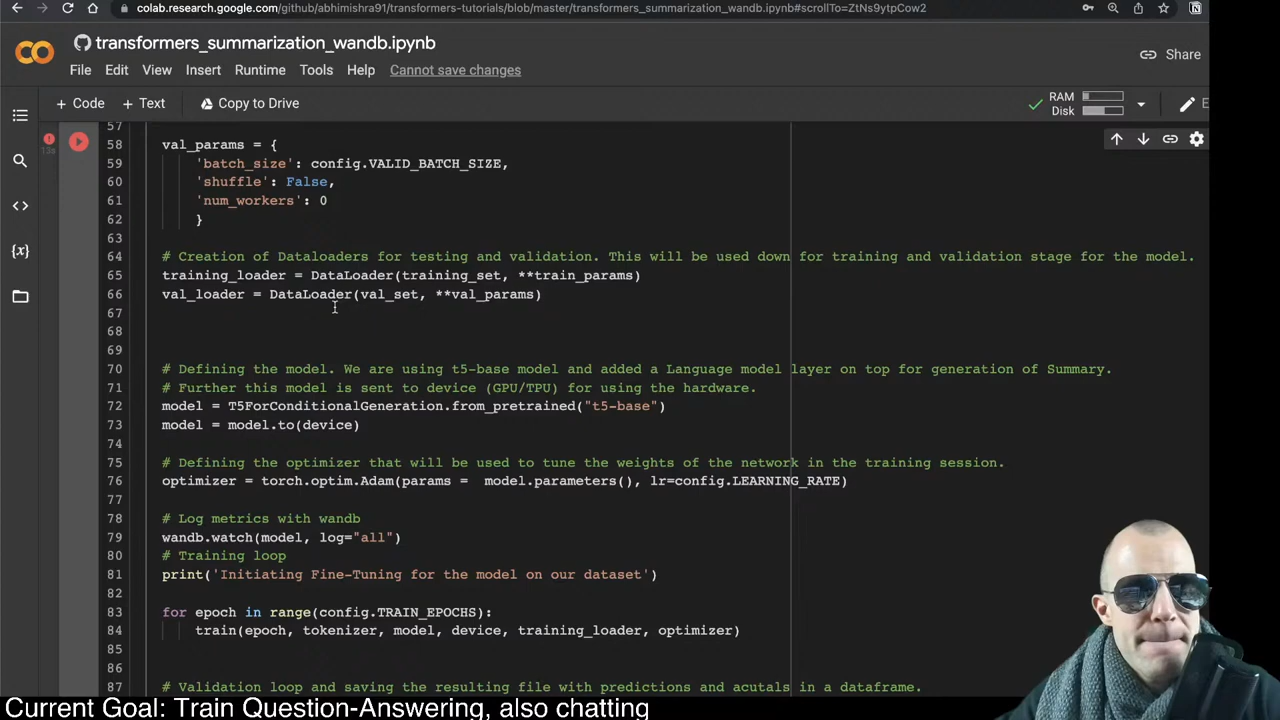 colab.research.google.com/github/abhimishra91/transformers-tutorials/blob/master/transformers_summarization_wandb.ipynb#scrollTo=ZtNs9ytpCow2
transformers_summarization_wandb.ipynb
Share
File Edit View Insert Runtime Tools Help Cannot save changes
+ Code + Text Copy to Drive
RAM
Disk
E
13s
57
58 val_params = {
59 'batch_size': config.VALID_BATCH_SIZE,
60 'shuffle': False,
61 'num_workers': 0
62 }
63
64 # Creation of Dataloaders for testing and validation. This will be used down for training and validation stage for the model.
65 training_loader = DataLoader(training_set, **train_params)
66 val_loader = DataLoader(val_set, **val_params)
67
68
69
70 # Defining the model. We are using t5-base model and added a Language model layer on top for generation of Summary.
71 # Further this model is sent to device (GPU/TPU) for using the hardware.
72 model = T5ForConditionalGeneration.from_pretrained("t5-base")
73 model = model.to(device)
74
75 # Defining the optimizer that will be used to tune the weights of the network in the training session.
76 optimizer = torch.optim.Adam(params =  model.parameters(), lr=config.LEARNING_RATE)
77
78 # Log metrics with wandb
79 wandb.watch(model, log="all")
80 # Training loop
81 print('Initiating Fine-Tuning for the model on our dataset')
82
83 for epoch in range(config.TRAIN_EPOCHS):
84 train(epoch, tokenizer, model, device, training_loader, optimizer)
85
86
87 # Validation loop and saving the resulting file with predictions and acutals in a dataframe.
Current Goal: Train Question-Answering, also chatting